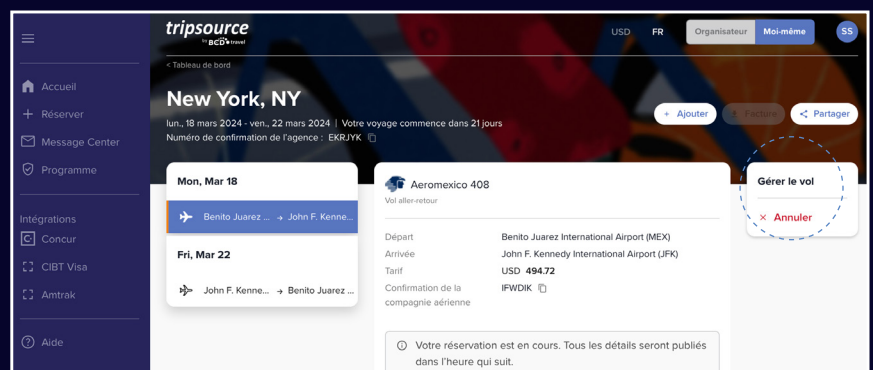 tripsource
by BCD travel
USD FR Organisateur Moi-même SS
< Tableau de bord
Accueil
Réserver
Message Center
Programme
Intégrations
Concur
CIBT Visa
Amtrak
Aide
New York, NY
lun., 18 mars 2024 - ven., 22 mars 2024 | Votre voyage commence dans 21 jours
Numéro de confirmation de l'agence : EKRJYK
+ Ajouter Facture Partager
Mon, Mar 18
Benito Juarez ... → John F. Kenne...
Fri, Mar 22
John F. Kenne... → Benito Juarez ...
Aeromexico 408
Vol aller-retour
Départ Benito Juarez International Airport (MEX)
Arrivée John F. Kennedy International Airport (JFK)
Tarif USD 494.72
Confirmation de la compagnie aérienne IFWDIK
Votre réservation est en cours. Tous les détails seront publiés
dans l'heure qui suit.
Gérer le vol
× Annuler